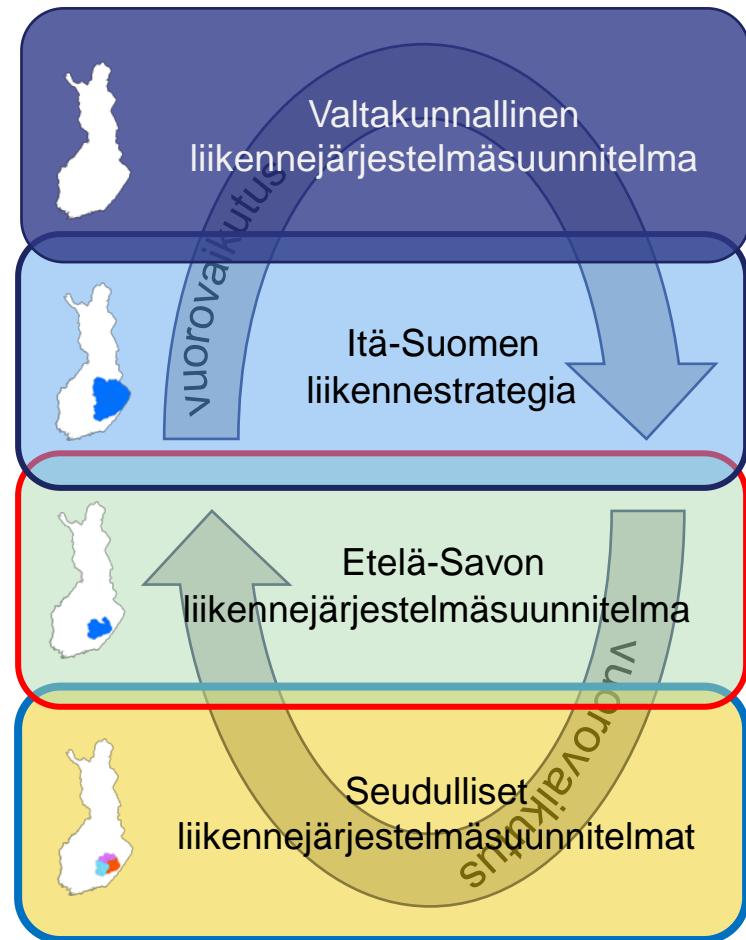 Valtakunnallinen
liikennejärjestelmäsuunnitelma
vuorovaikutus
Itä-Suomen
liikennestrategia
Etelä-Savon
liikennejärjestelmäsuunnitelma
vuorovaikutus
Seudulliset
liikennejärjestelmäsuunnitelmat